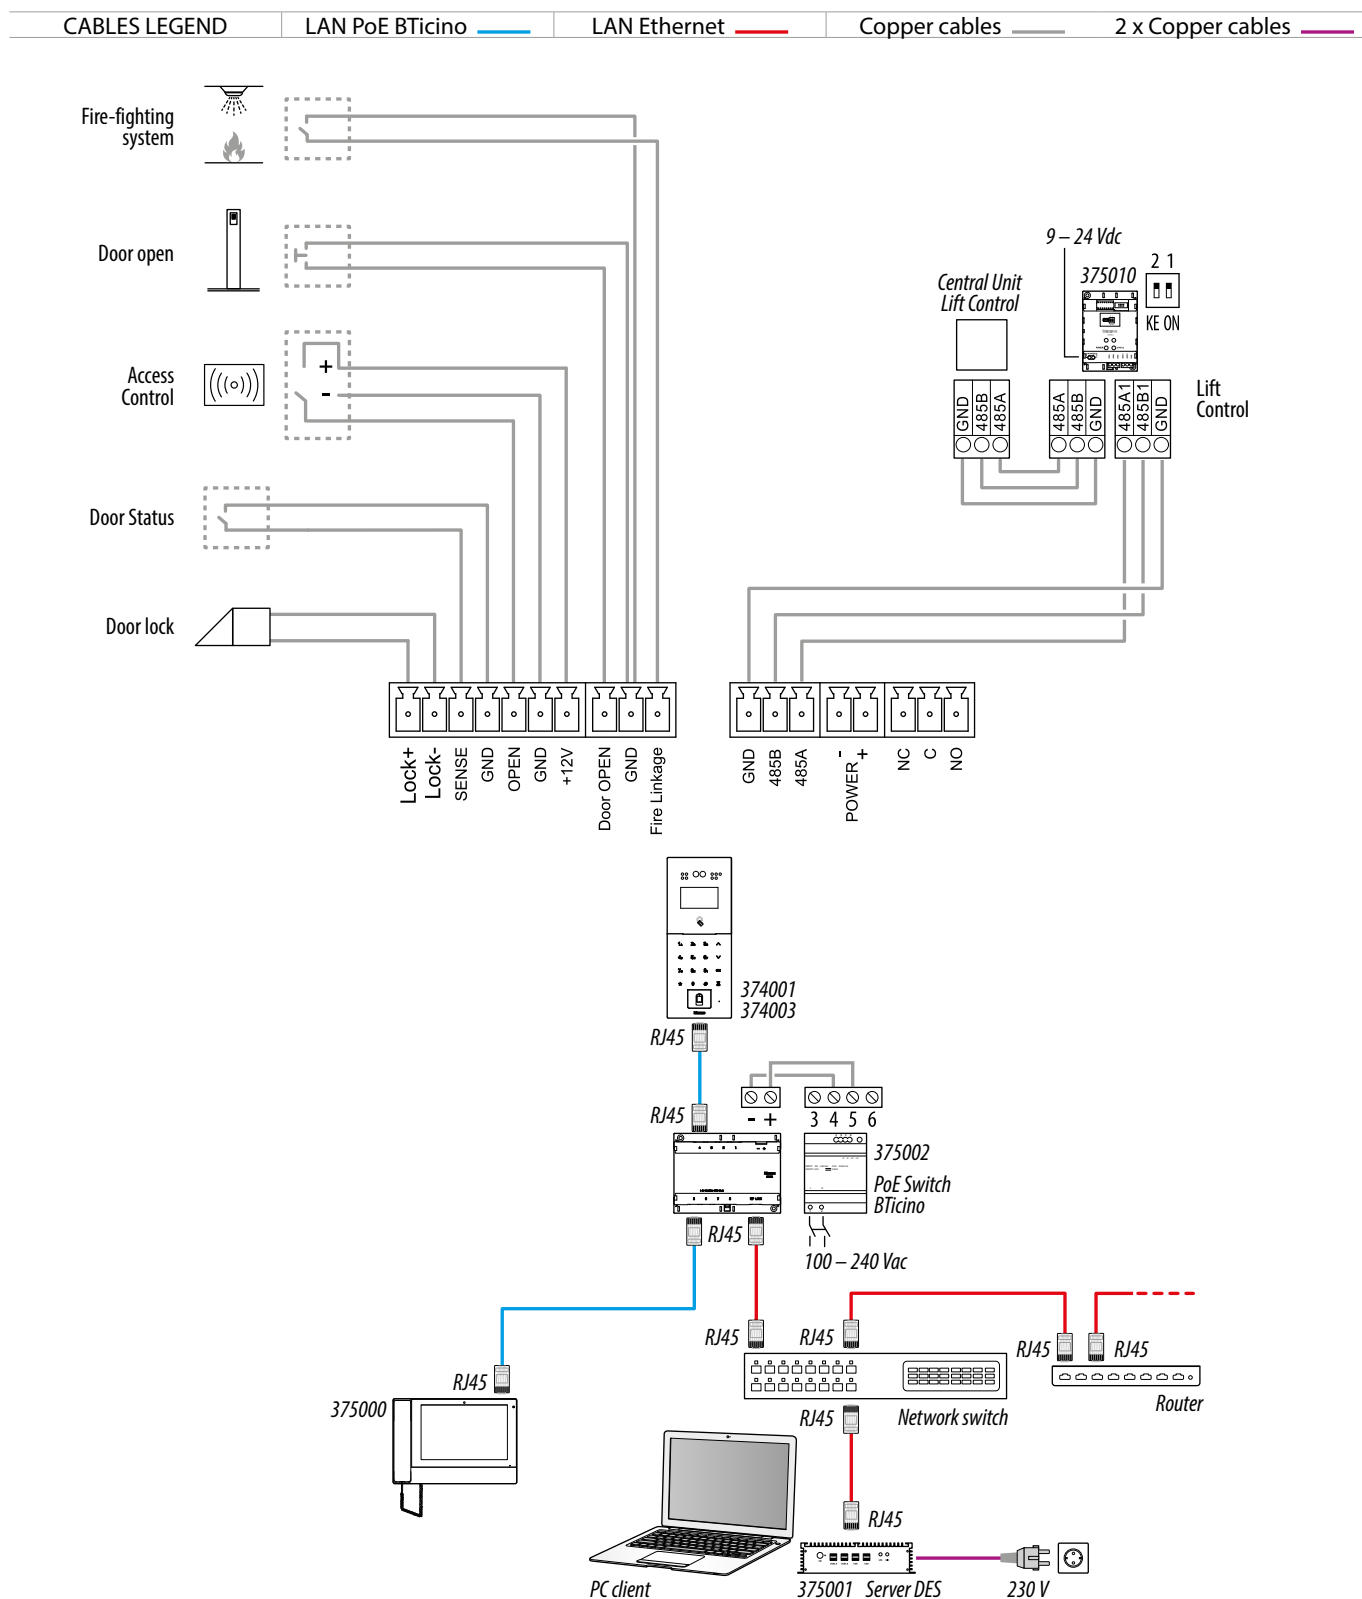 CABLES LEGEND
LAN PoE BTicino
LAN Ethernet
Copper cables
2 x Copper cables
Fire-fighting
system
Door open
Access
Control
+
-
Door Status
Door lock
9 – 24 Vdc
375010
2 1
KE ON
Central Unit
Lift Control
GND
485B
485A
485A
485B
GND
485A1
485B1
GND
Lift
Control
Lock+
Lock-
SENSE
GND
OPEN
GND
+12V
Door OPEN
GND
Fire Linkage
GND
485B
485A
- +
POWER
NC
C
NO
374001
374003
RJ45
RJ45
- +
3 4 5 6
375002
PoE Switch
BTicino
RJ45
100 – 240 Vac
RJ45
RJ45
RJ45
RJ45
RJ45
375000
RJ45
Network switch
Router
RJ45
PC client
375001 Server DES
230 V